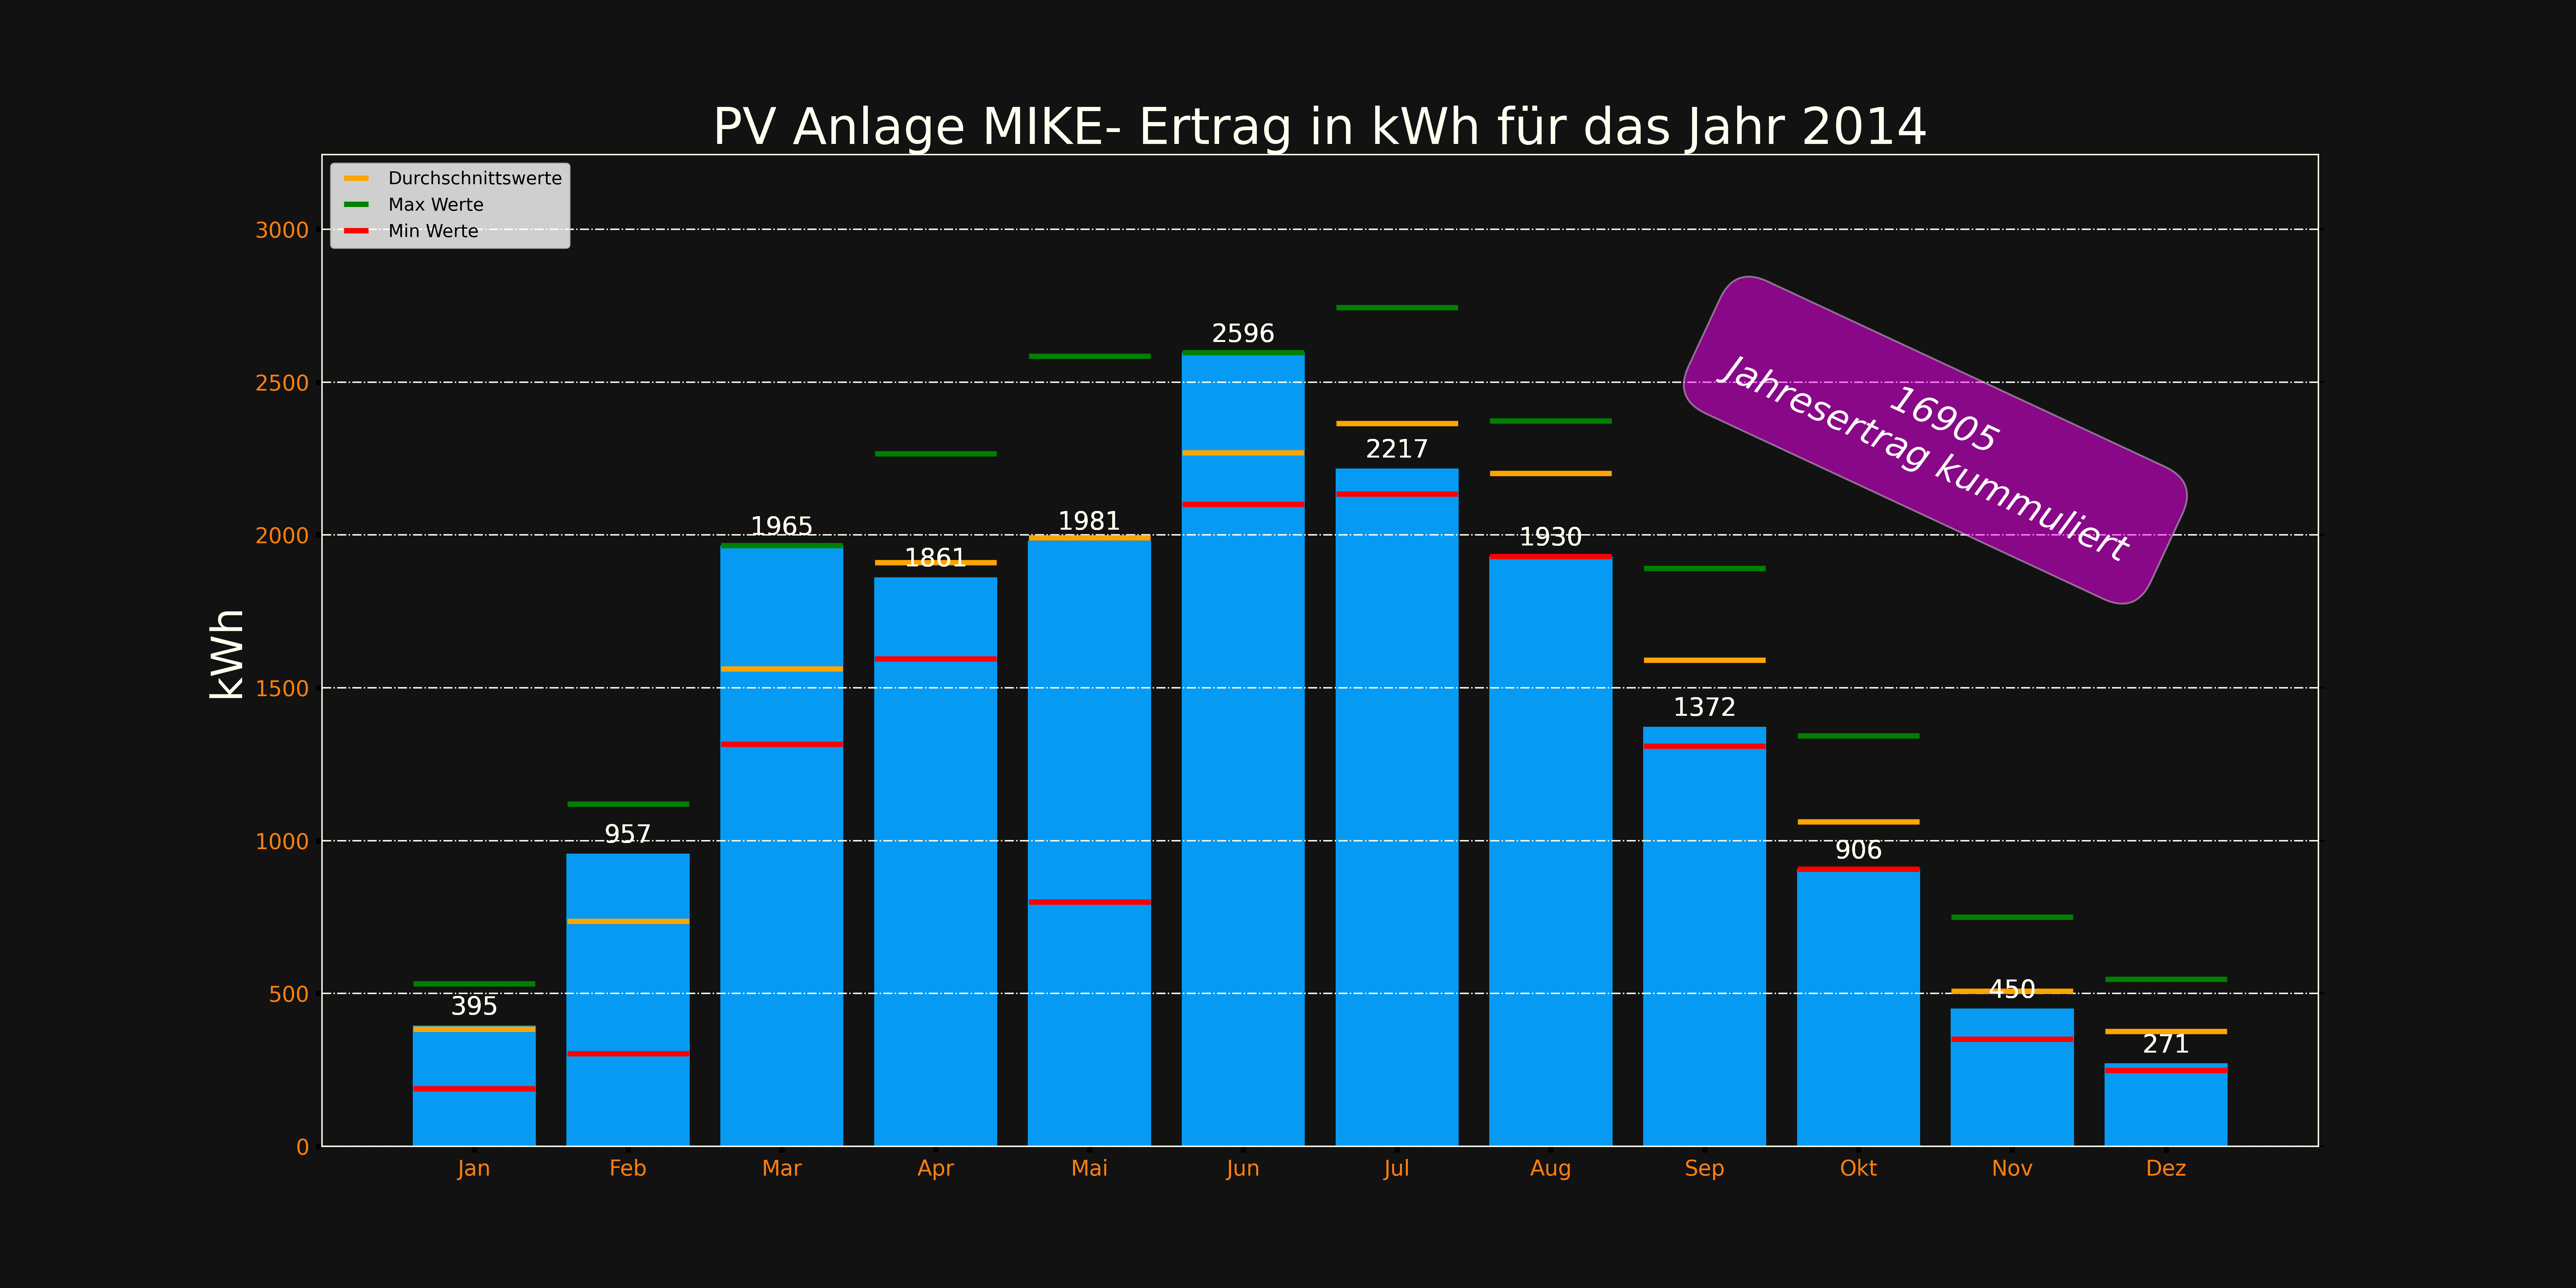 PV Anlage MIKE- Ertrag in kWh für das Jahr 2014
Durchschnittswerte
Max Werte
Min Werte
kWh
3000
2500
2000
1500
1000
500
0
395
957
1965
1861
1981
2596
2217
1930
1372
906
450
271
16905
Jahresertrag kummuliert
Jan
Feb
Mar
Apr
Mai
Jun
Jul
Aug
Sep
Okt
Nov
Dez